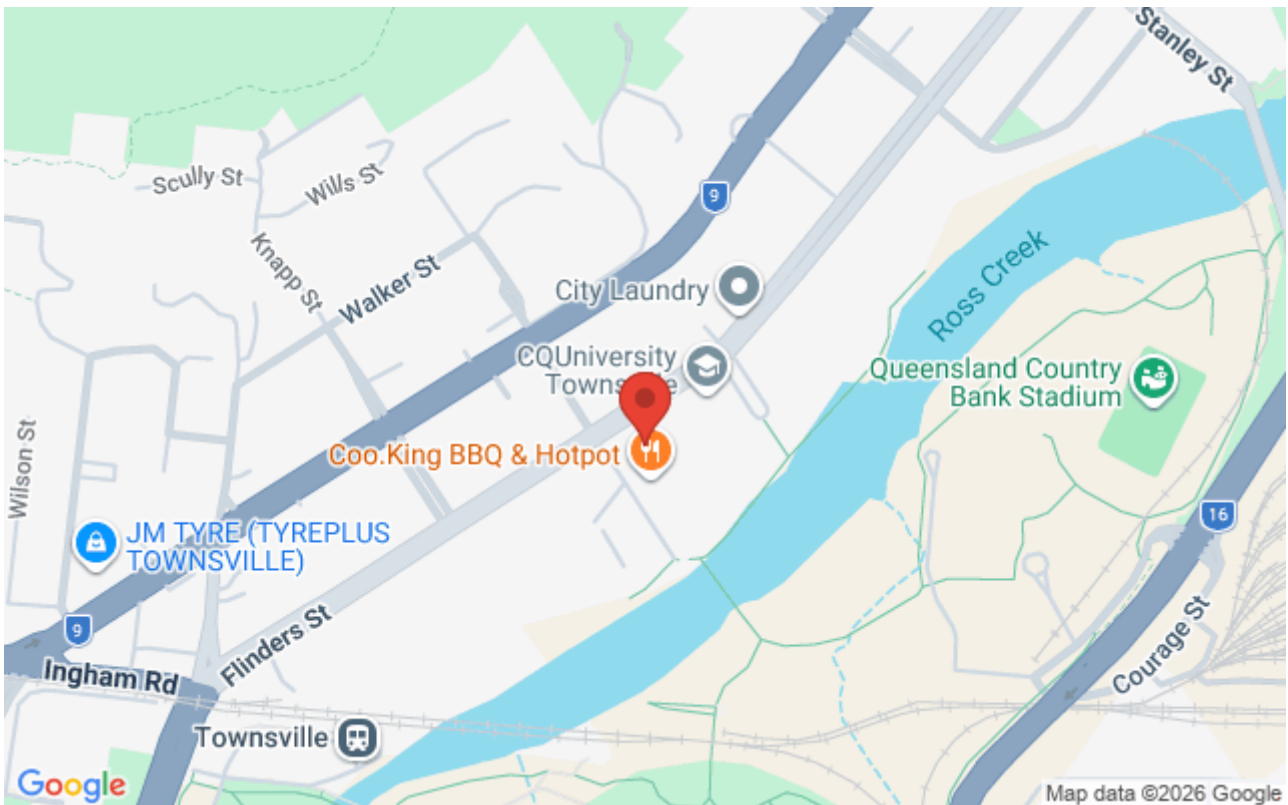 Stanley St
Scully St
Wills St
9
Knapp St
Walker St
Ross Creek
City Laundry
CQUniversity
Townsville
Queensland Country
Bank Stadium
Coo.King BBQ & Hotpot
Wilson St
JM TYRE (TYREPLUS
TOWNSVILLE)
16
9
Flinders St
Ingham Rd
Courage St
Townsville
Google
Map data ©2026 Google